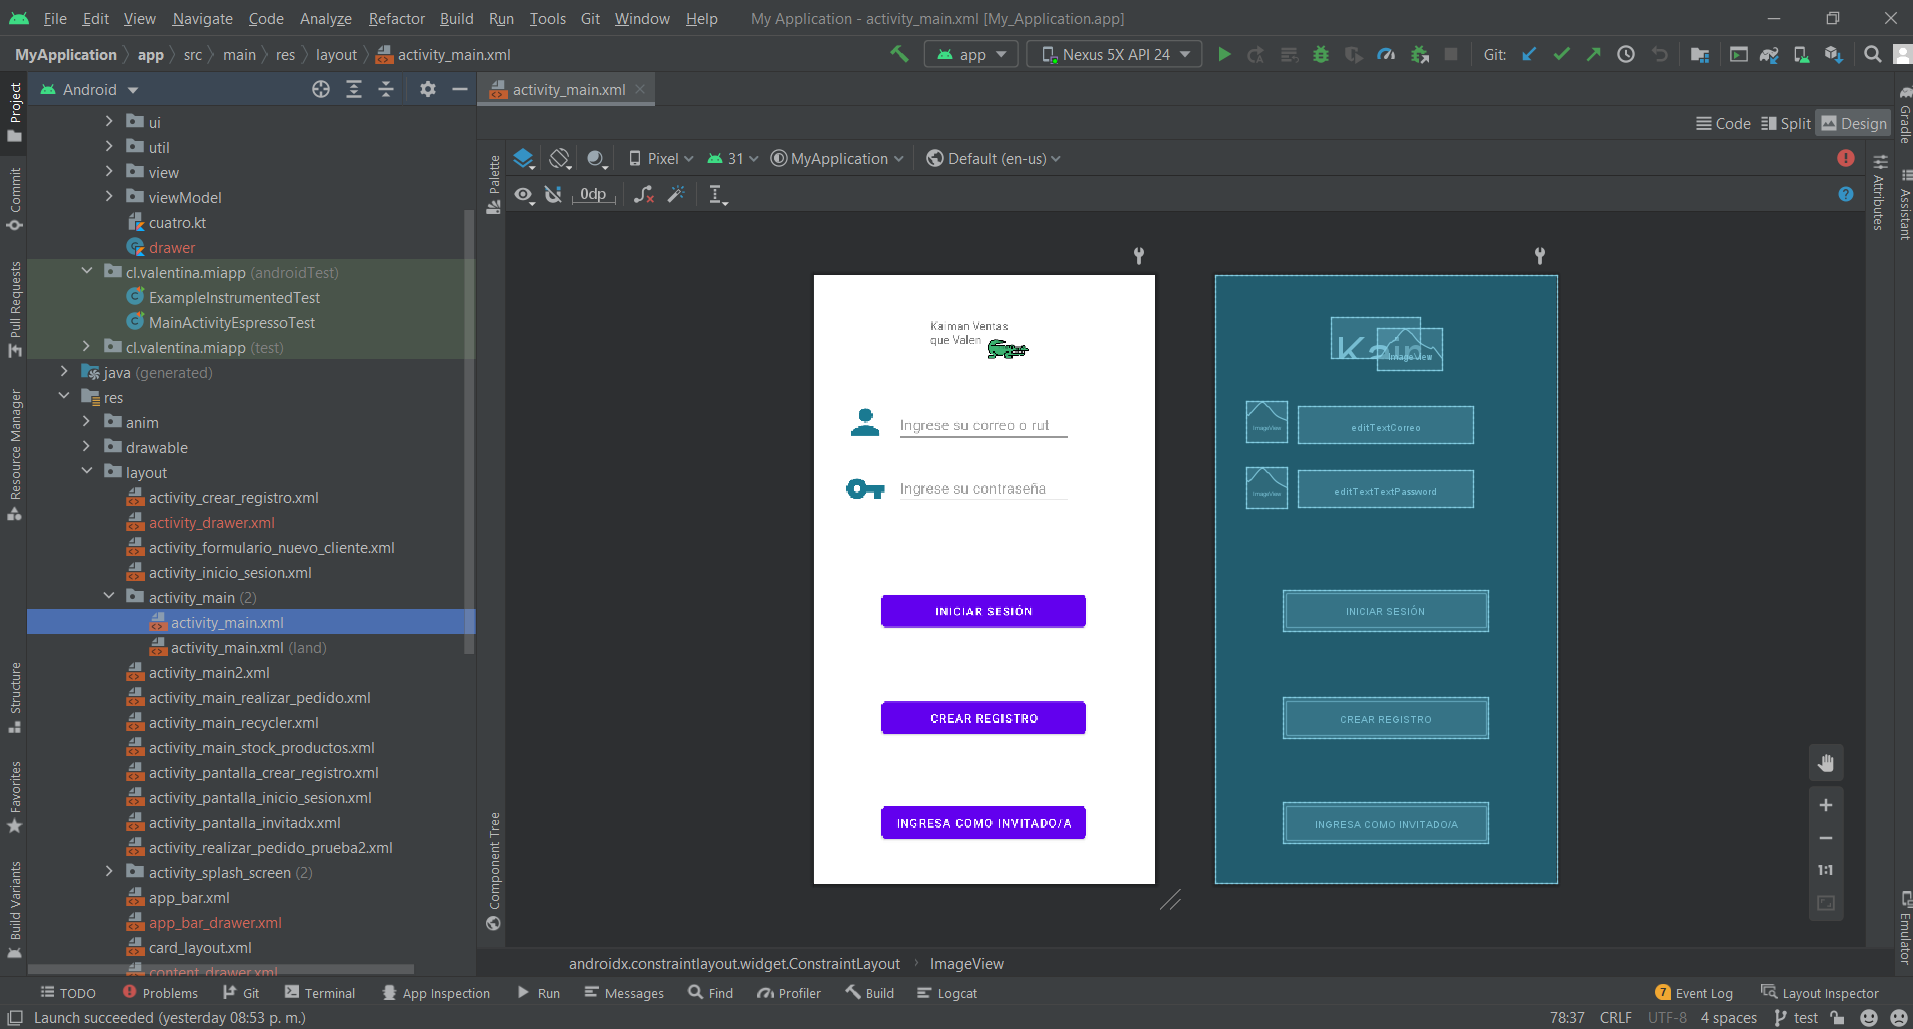 File Edit View Navigate Code Analyze Refactor Build Run Tools Git Window Help My Application - activity_main.xml [My_Application.app]
MyApplication app src main res layout activity_main.xml app Nexus 5X API 24 Git:
Project
Commit
Pull Requests
Resource Manager
Structure
Favorites
Build Variants
Android
ui
util
view
viewModel
cuatro.kt
drawer
cl.valentina.miapp (androidTest)
ExampleInstrumentedTest
MainActivityEspressoTest
cl.valentina.miapp (test)
java (generated)
res
anim
drawable
layout
activity_crear_registro.xml
activity_drawer.xml
activity_formulario_nuevo_cliente.xml
activity_inicio_sesion.xml
activity_main (2)
activity_main.xml
activity_main.xml (land)
activity_main2.xml
activity_main_realizar_pedido.xml
activity_main_recycler.xml
activity_main_stock_productos.xml
activity_pantalla_crear_registro.xml
activity_pantalla_inicio_sesion.xml
activity_pantalla_invitadx.xml
activity_realizar_pedido_prueba2.xml
activity_splash_screen (2)
app_bar.xml
app_bar_drawer.xml
card_layout.xml
content_drawer.xml
activity_main.xml
Code Split Design
Palette
Component Tree
Pixel 31 MyApplication Default (en-us)
0dp
Kaiman Ventas
que Valen
Ingrese su correo o rut
Ingrese su contraseña
INICIAR SESIÓN
CREAR REGISTRO
INGRESA COMO INVITADO/A
Kain
ImageView
ImageView
editTextCorreo
ImageView
editTextTextPassword
INICIAR SESIÓN
CREAR REGISTRO
INGRESA COMO INVITADO/A
1:1
Attributes
Gradle
Assistant
Emulator
androidx.constraintlayout.widget.ConstraintLayout ImageView
TODO Problems Git Terminal App Inspection Run Messages Find Profiler Build Logcat 7 Event Log Layout Inspector
Launch succeeded (yesterday 08:53 p. m.) 78:37 CRLF UTF-8 4 spaces test